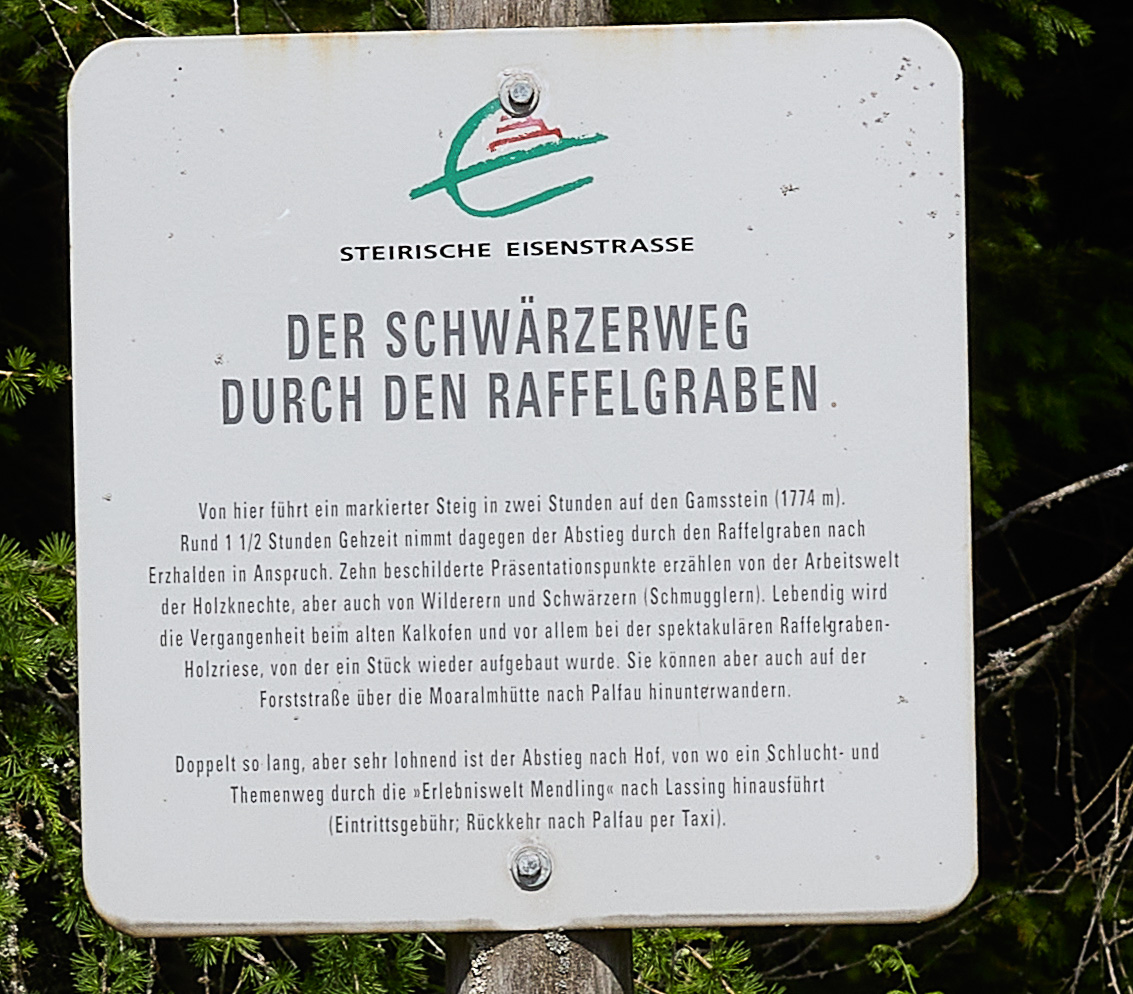 STEIRISCHE EISENSTRASSE
DER SCHWÄRZERWEG
DURCH DEN RAFFELGRABEN
Von hier führt ein markierter Steig in zwei Stunden auf den Gamsstein (1774 m).
Rund 1 1/2 Stunden Gehzeit nimmt dagegen der Abstieg durch den Raffelgraben nach
Erzhalden in Anspruch. Zehn beschilderte Präsentationspunkte erzählen von der Arbeitswelt
der Holzknechte, aber auch von Wilderern und Schwärzern (Schmugglern). Lebendig wird
die Vergangenheit beim alten Kalkofen und vor allem bei der spektakulären Raffelgraben-
Holzriese, von der ein Stück wieder aufgebaut wurde. Sie können aber auch auf der
Forststraße über die Moaralmhütte nach Palfau hinunterwandern.
Doppelt so lang, aber sehr lohnend ist der Abstieg nach Hof, von wo ein Schlucht- und
Themenweg durch die »Erlebniswelt Mendling« nach Lassing hinausführt
(Eintrittsgebühr; Rückkehr nach Palfau per Taxi).